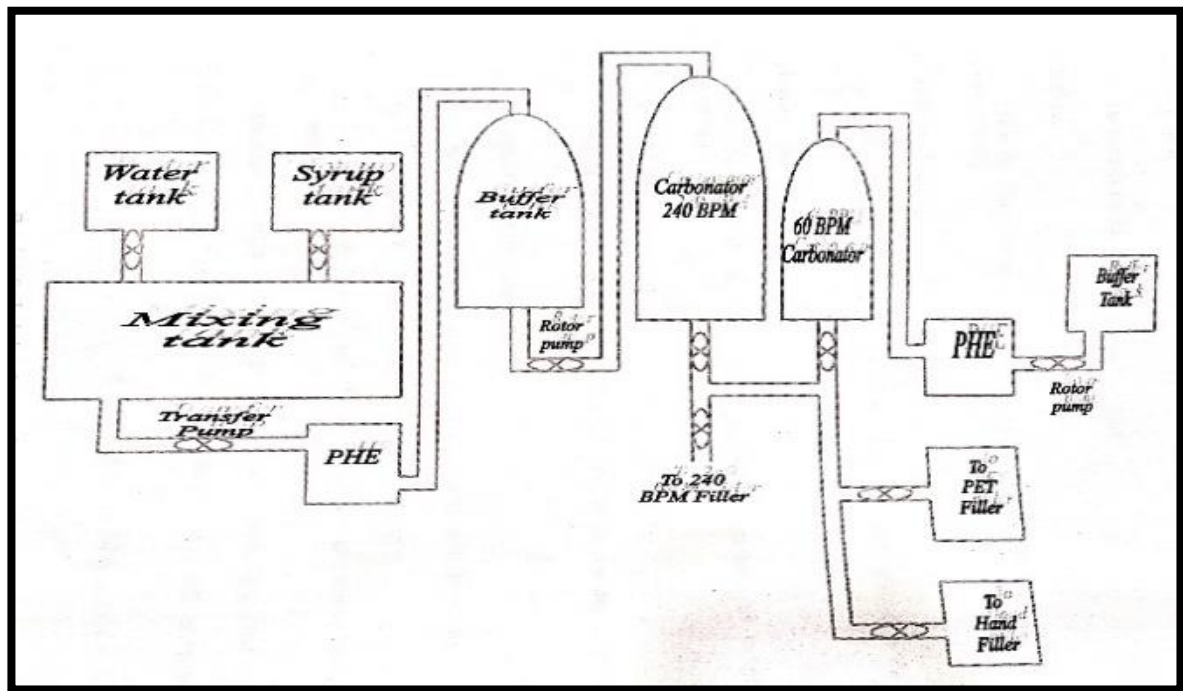 Water
tank
Syrup
tank
Mixing
tank
Transfer
Pump
PHE
Buffer
tank
Rotor
pump
Carbonator
240 BPM
60 BPM
Carbonator
To 240
BPM Filler
PHE
Rotor
pump
Buffer
Tank
To
PET
Filler
To
Hand
Filler